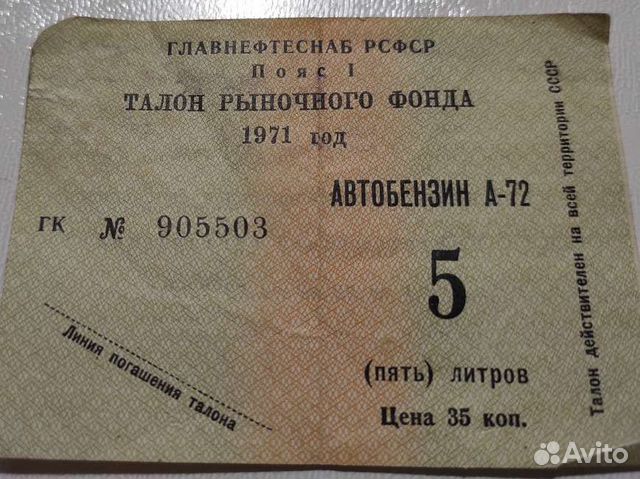 ГЛАВНЕФТЕСНАБ РСФСР
Пояс I
ТАЛОН РЫНОЧНОГО ФОНДА
1971 год
АВТОБЕНЗИН А-72
ГК № 905503
5
(пять) литров
Цена 35 коп.
Линия погашения талона
Талон действителен на всей территории СССР
Avito